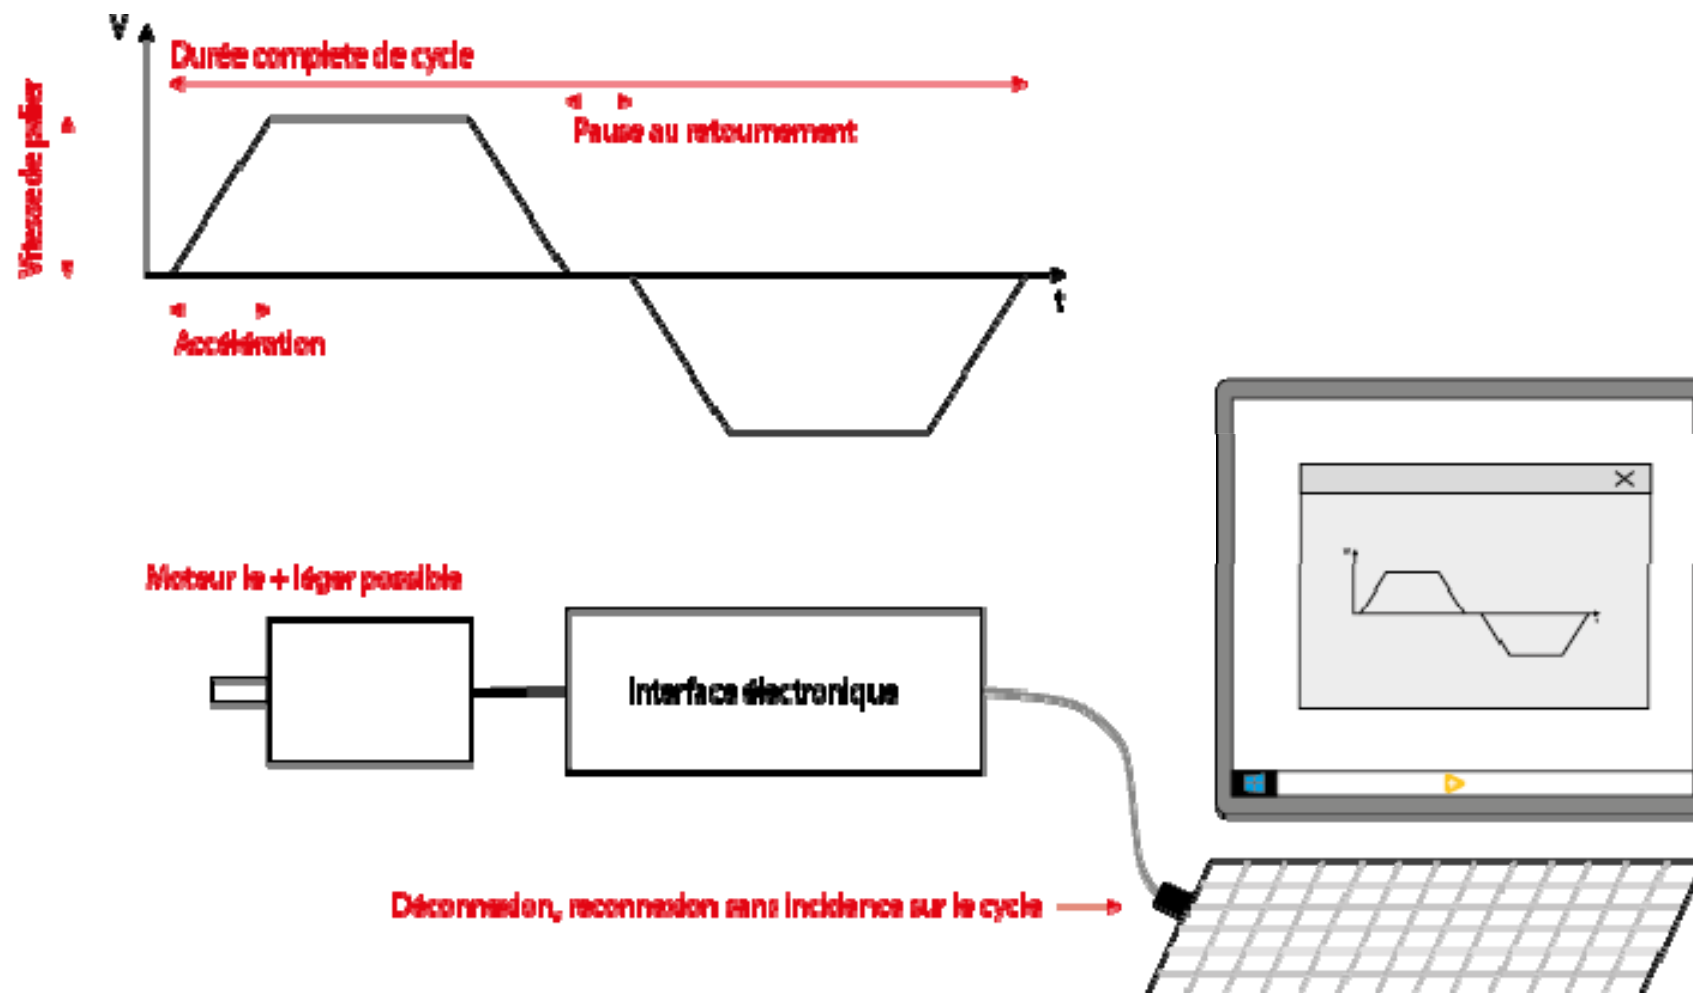 V
Durée complete de cycle
Pause au retournement
Vitesse de palier
t
Accélération
Moteur le + léger possible
Interface électronique
Déconnexion, reconnexion sans incidence sur le cycle